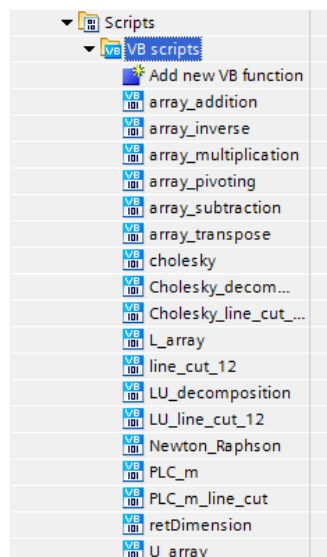 Scripts
VB scripts
Add new VB function
array_addition
array_inverse
array_multiplication
array_pivoting
array_subtraction
array_transpose
cholesky
Cholesky_decom...
Cholesky_line_cut_...
L_array
line_cut_12
LU_decomposition
LU_line_cut_12
Newton_Raphson
PLC_m
PLC_m_line_cut
retDimension
U_array